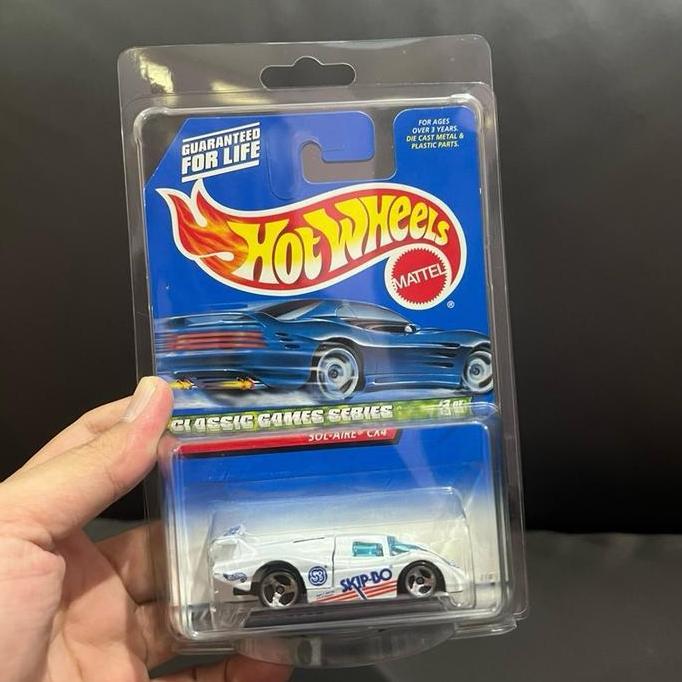 GUARANTEED
FOR LIFE
FOR AGES
OVER 3 YEARS.
DIE CAST METAL &
PLASTIC PARTS.
HOT WHEELS
MATTEL
®
CLASSIC GAMES SERIES
SOL-AIRE® CX4
SKIP-BO